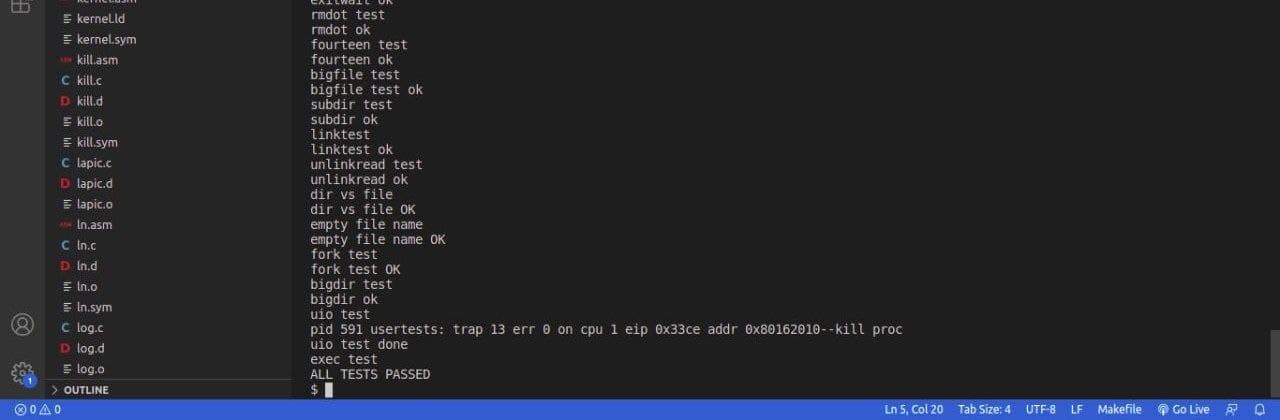 kernel.asm
kernel.ld
kernel.sym
ASM kill.asm
C kill.c
D kill.d
kill.o
kill.sym
C lapic.c
D lapic.d
lapic.o
ASM ln.asm
C ln.c
D ln.d
ln.o
ln.sym
C log.c
D log.d
log.o
OUTLINE
1
exitwait ok
rmdot test
rmdot ok
fourteen test
fourteen ok
bigfile test
bigfile test ok
subdir test
subdir ok
linktest
linktest ok
unlinkread test
unlinkread ok
dir vs file
dir vs file OK
empty file name
empty file name OK
fork test
fork test OK
bigdir test
bigdir ok
uio test
pid 591 usertests: trap 13 err 0 on cpu 1 eip 0x33ce addr 0x80162010--kill proc
uio test done
exec test
ALL TESTS PASSED
$
0 0 Ln 5, Col 20 Tab Size: 4 UTF-8 LF Makefile Go Live